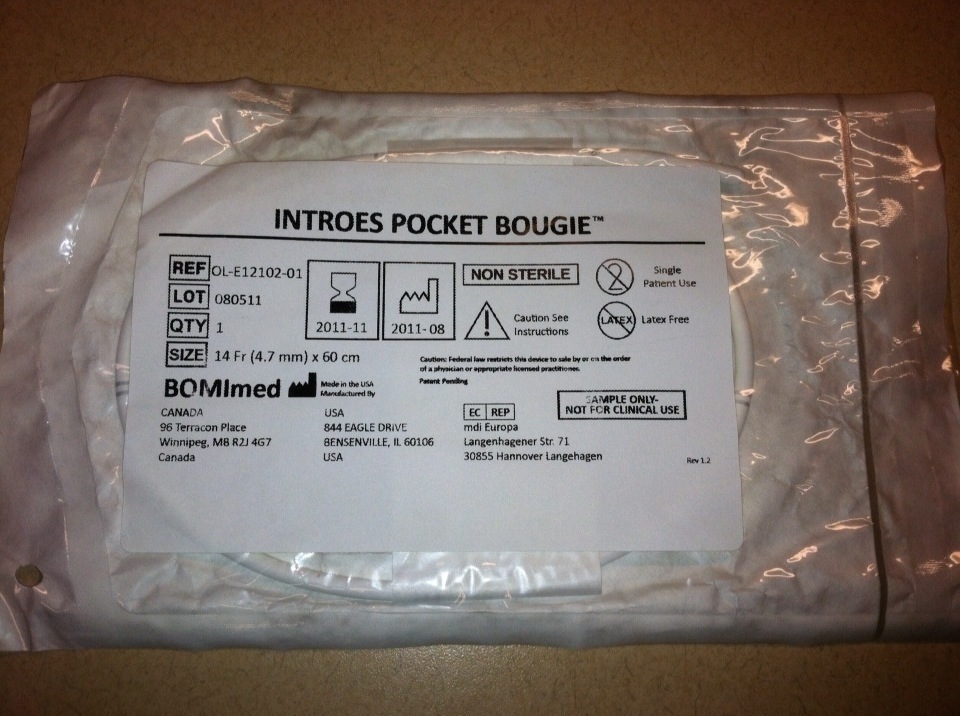 INTROES POCKET BOUGIE™
REF OL-E12102-01
LOT 080511
QTY 1
SIZE 14 Fr (4.7 mm) x 60 cm
2011-11
2011-08
NON STERILE
Caution See
Instructions
Single
Patient Use
LATEX Latex Free
Caution: Federal law restricts this device to sale by or on the order
of a physician or appropriate licensed practitioner.
Patent Pending
BOMImed
Made in the USA
Manufactured By
CANADA
96 Terracon Place
Winnipeg, MB R2J 4G7
Canada
USA
844 EAGLE DRIVE
BENSENVILLE, IL 60106
USA
EC REP
mdi Europa
Langenhagener Str. 71
30855 Hannover Langehagen
SAMPLE ONLY-
NOT FOR CLINICAL USE
Rev 1.2